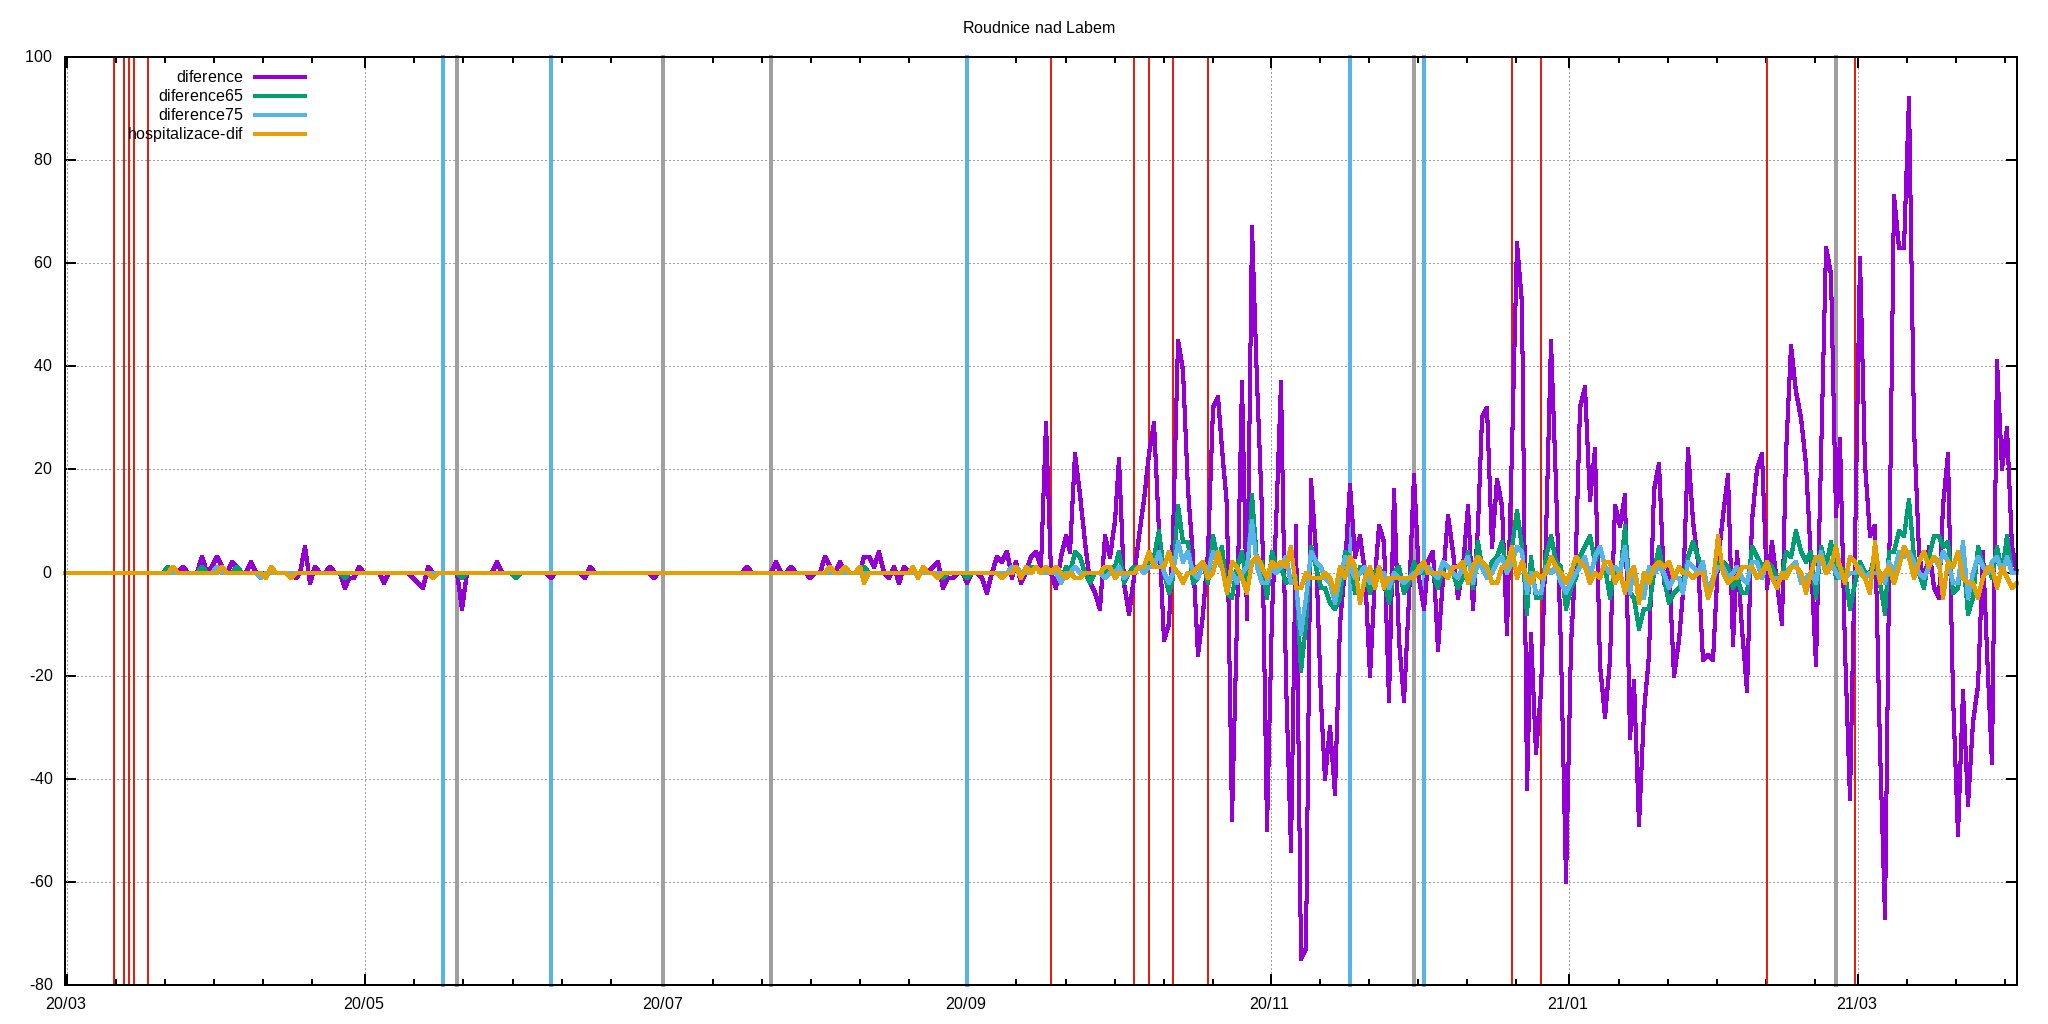 Roudnice nad Labem
100
80
60
40
20
0
-20
-40
-60
-80
diference
diference65
diference75
hospitalizace-dif
20/03 20/05 20/07 20/09 20/11 21/01 21/03